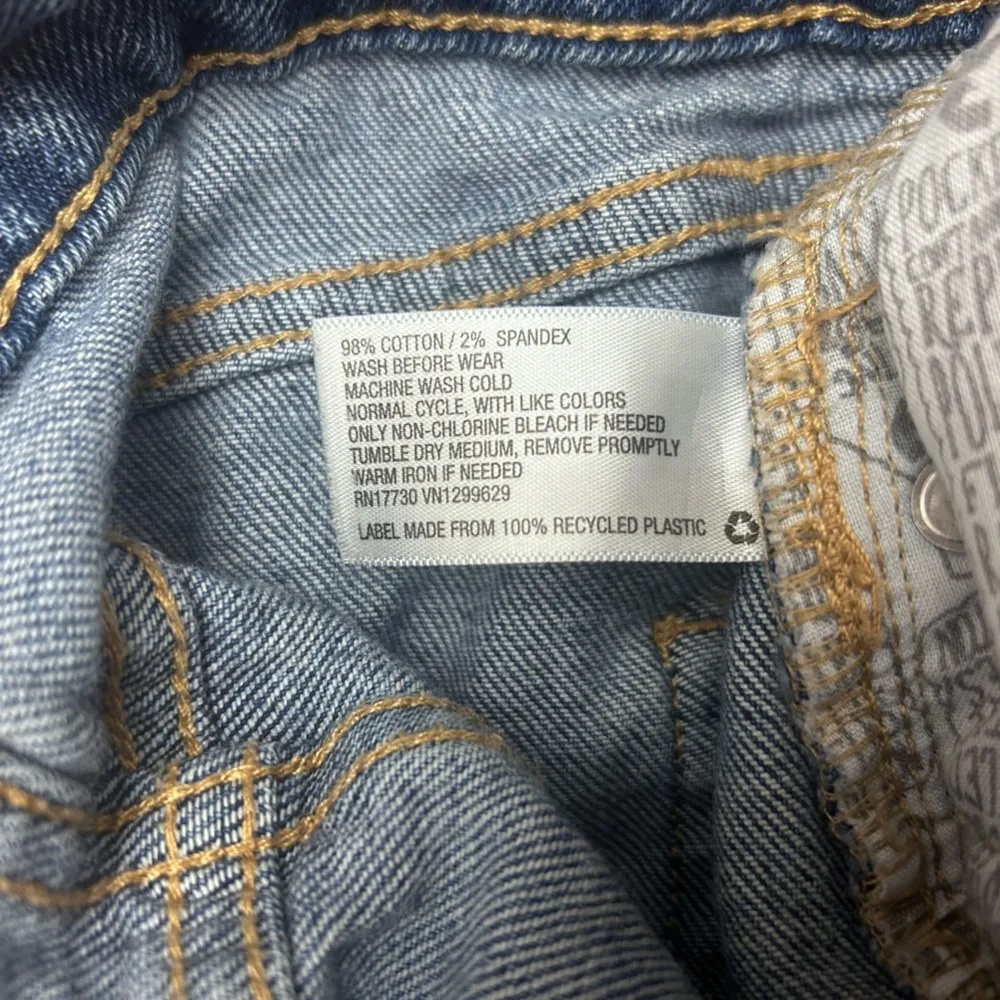 98% COTTON / 2% SPANDEX
WASH BEFORE WEAR
MACHINE WASH COLD
NORMAL CYCLE, WITH LIKE COLORS
ONLY NON-CHLORINE BLEACH IF NEEDED
TUMBLE DRY MEDIUM, REMOVE PROMPTLY
WARM IRON IF NEEDED
RN17730 VN1299629
LABEL MADE FROM 100% RECYCLED PLASTIC